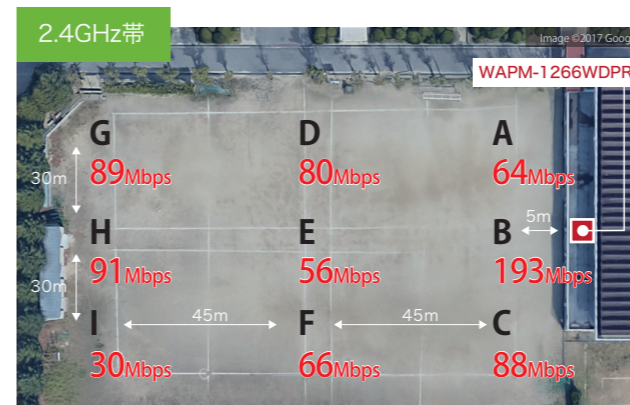 2.4GHz帯
Image ©2017 Goog
WAPM-1266WDPR
G
D
A
30m
89Mbps
80Mbps
64Mbps
5m
H
E
B
30m
91Mbps
56Mbps
193Mbps
45m
45m
I
F
C
30Mbps
66Mbps
88Mbps